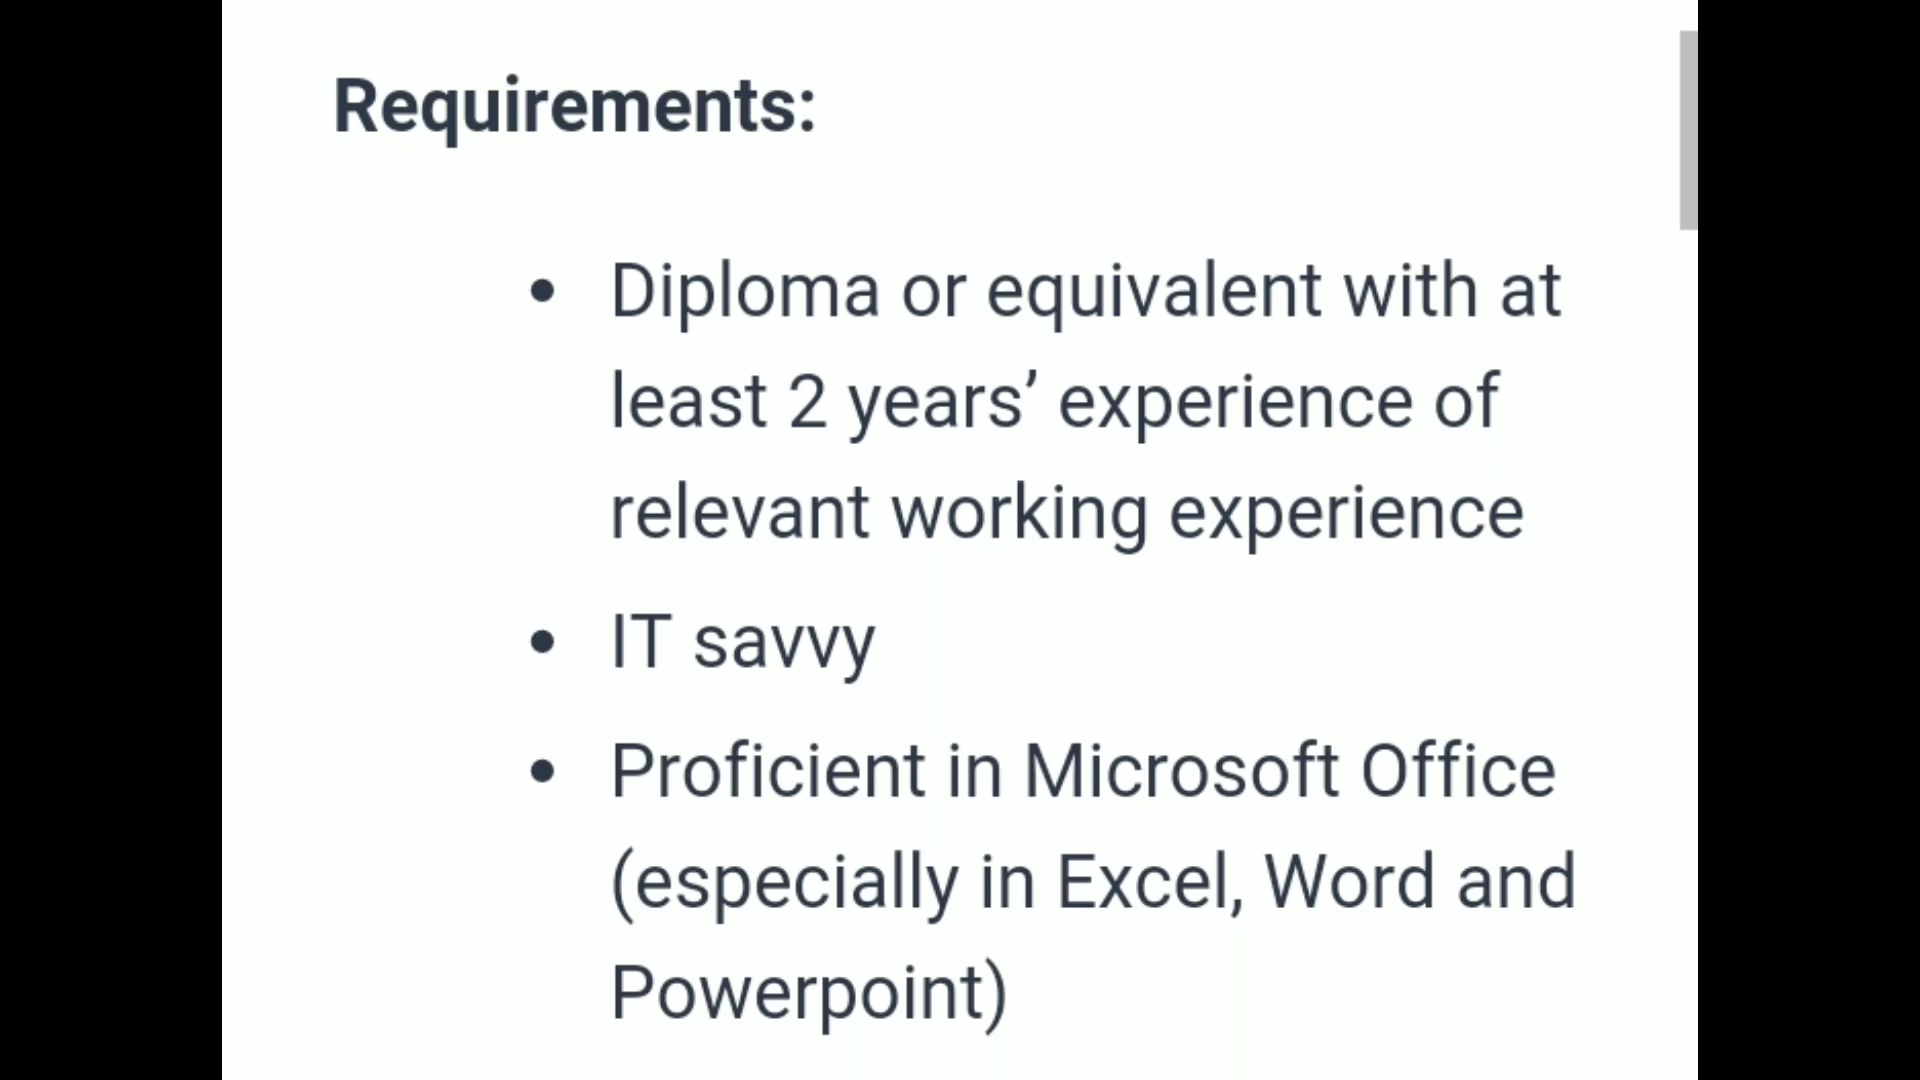 Requirements:
• Diploma or equivalent with at
least 2 years’ experience of
relevant working experience
• IT savvy
• Proficient in Microsoft Office
(especially in Excel, Word and
Powerpoint)